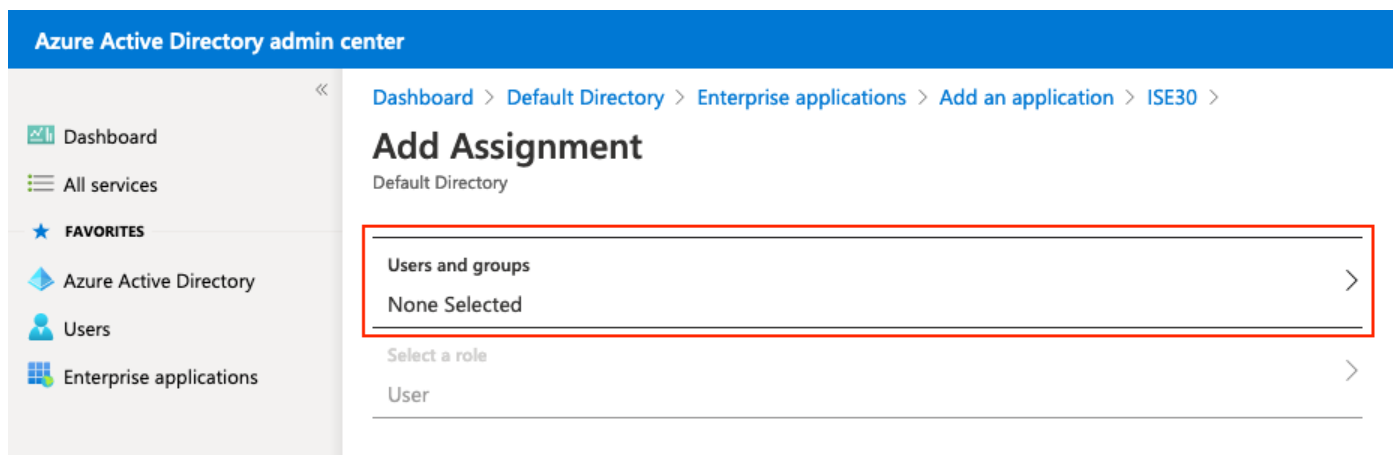 Azure Active Directory admin center
«
Dashboard > Default Directory > Enterprise applications > Add an application > ISE30 >
Dashboard
All services
FAVORITES
Azure Active Directory
Users
Enterprise applications
Add Assignment
Default Directory
Users and groups
None Selected
Select a role
User